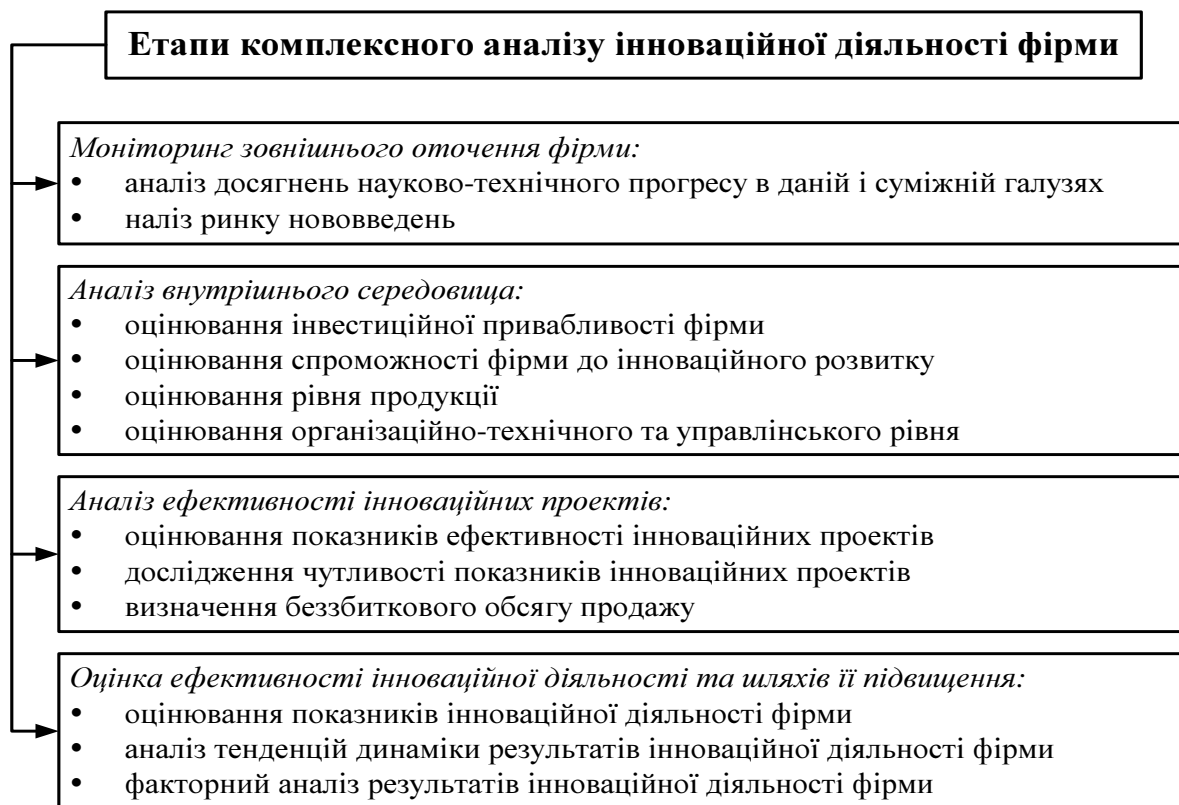 Етапи комплексного аналізу інноваційної діяльності фірми
Моніторинг зовнішнього оточення фірми:
• аналіз досягнень науково-технічного прогресу в даній і суміжній галузях
• наліз ринку нововведень
Аналіз внутрішнього середовища:
• оцінювання інвестиційної привабливості фірми
• оцінювання спроможності фірми до інноваційного розвитку
• оцінювання рівня продукції
• оцінювання організаційно-технічного та управлінського рівня
Аналіз ефективності інноваційних проектів:
• оцінювання показників ефективності інноваційних проектів
• дослідження чутливості показників інноваційних проектів
• визначення беззбиткового обсягу продажу
Оцінка ефективності інноваційної діяльності та шляхів її підвищення:
• оцінювання показників інноваційної діяльності фірми
• аналіз тенденцій динаміки результатів інноваційної діяльності фірми
• факторний аналіз результатів інноваційної діяльності фірми